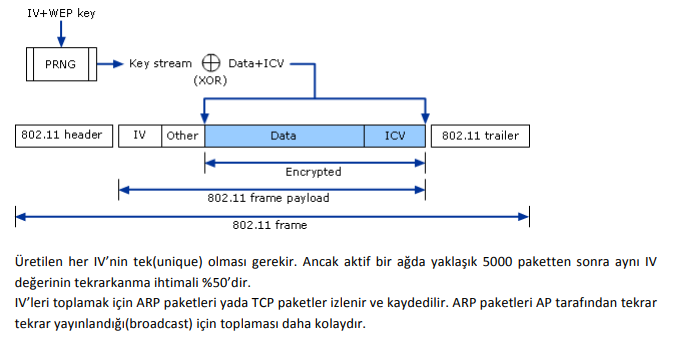 IV+WEP key
PRNG
Key stream
(XOR)
Data+ICV
802.11 header
IV
Other
Data
ICV
802.11 trailer
Encrypted
802.11 frame payload
802.11 frame
Üretilen her IV’nin tek(unique) olması gerekir. Ancak aktif bir ağda yaklaşık 5000 paketten sonra aynı IV
değerinin tekrarkanma ihtimali %50’dir.
IV’leri toplamak için ARP paketleri yada TCP paketler izlenir ve kaydedilir. ARP paketleri AP tarafından tekrar
tekrar yayınlandığı(broadcast) için toplaması daha kolaydır.